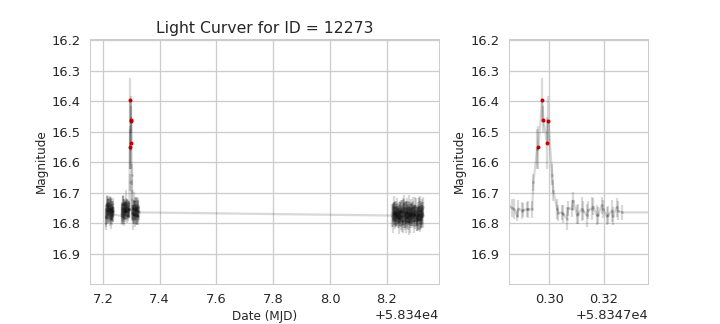 Light Curver for ID = 12273
16.2
16.3
16.4
16.5
16.6
16.7
16.8
16.9
Magnitude
7.2 7.4 7.6 7.8 8.0 8.2
Date (MJD)
+5.834e4
16.2
16.3
16.4
16.5
16.6
16.7
16.8
16.9
Magnitude
0.30 0.32
+5.8347e4